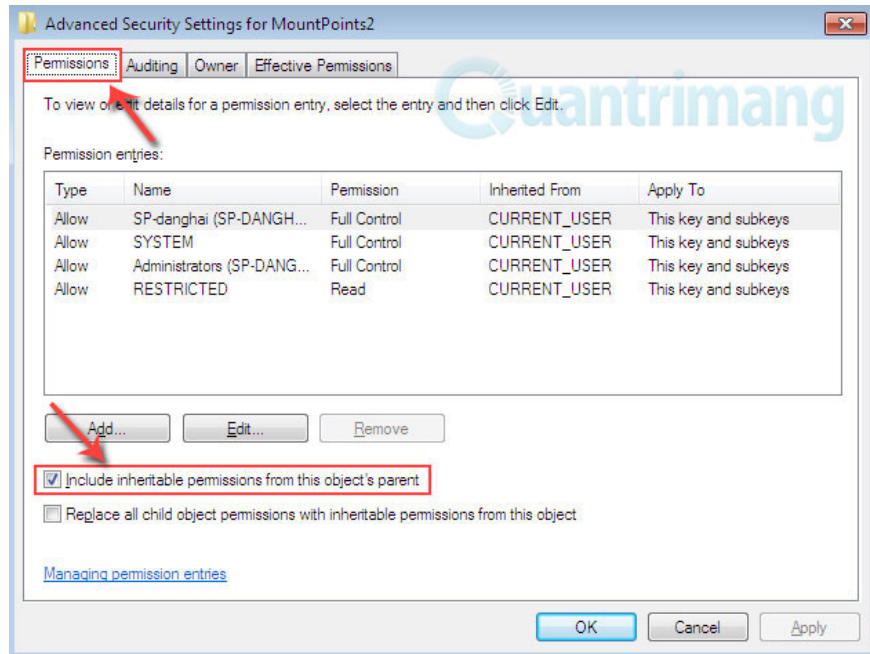 Advanced Security Settings for MountPoints2
Permissions Auditing Owner Effective Permissions
Quantrimang
To view or edit details for a permission entry, select the entry and then click Edit.
Permission entries:
Type Name Permission Inherited From Apply To
Allow SP-danghai (SP-DANGH... Full Control CURRENT_USER This key and subkeys
Allow SYSTEM Full Control CURRENT_USER This key and subkeys
Allow Administrators (SP-DANG... Full Control CURRENT_USER This key and subkeys
Allow RESTRICTED Read CURRENT_USER This key and subkeys
Add... Edit... Remove
Include inheritable permissions from this object's parent
Replace all child object permissions with inheritable permissions from this object
Managing permission entries
OK Cancel Apply